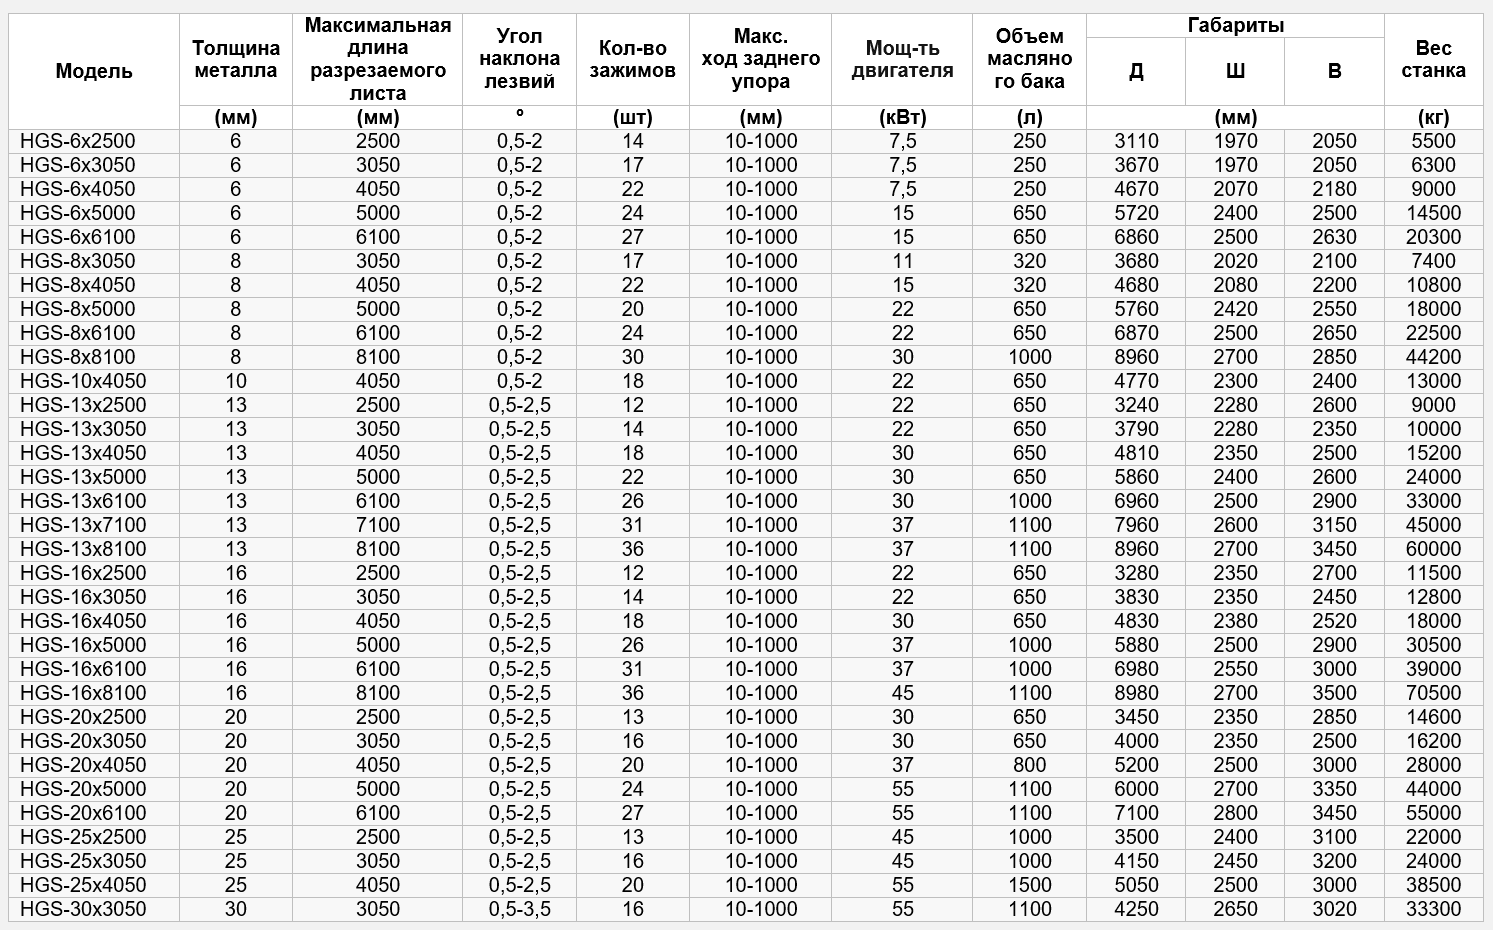 Модель
Толщина
металла
Максимальная
длина
разрезаемого
листа
Угол
наклона
лезвий
Кол-во
зажимов
Макс.
ход заднего
упора
Мощ-ть
двигателя
Объем
масляно
го бака
Габариты
Д Ш В
Вес
станка
(мм) (мм) ° (шт) (мм) (кВт) (л) (мм) (кг)
HGS-6x2500 6 2500 0,5-2 14 10-1000 7,5 250 3110 1970 2050 5500
HGS-6x3050 6 3050 0,5-2 17 10-1000 7,5 250 3670 1970 2050 6300
HGS-6x4050 6 4050 0,5-2 22 10-1000 7,5 250 4670 2070 2180 9000
HGS-6x5000 6 5000 0,5-2 24 10-1000 15 650 5720 2400 2500 14500
HGS-6x6100 6 6100 0,5-2 27 10-1000 15 650 6860 2500 2630 20300
HGS-8x3050 8 3050 0,5-2 17 10-1000 11 320 3680 2020 2100 7400
HGS-8x4050 8 4050 0,5-2 22 10-1000 15 320 4680 2080 2200 10800
HGS-8x5000 8 5000 0,5-2 20 10-1000 22 650 5760 2420 2550 18000
HGS-8x6100 8 6100 0,5-2 24 10-1000 22 650 6870 2500 2650 22500
HGS-8x8100 8 8100 0,5-2 30 10-1000 30 1000 8960 2700 2850 44200
HGS-10x4050 10 4050 0,5-2 18 10-1000 22 650 4770 2300 2400 13000
HGS-13x2500 13 2500 0,5-2,5 12 10-1000 22 650 3240 2280 2600 9000
HGS-13x3050 13 3050 0,5-2,5 14 10-1000 22 650 3790 2280 2350 10000
HGS-13x4050 13 4050 0,5-2,5 18 10-1000 30 650 4810 2350 2500 15200
HGS-13x5000 13 5000 0,5-2,5 22 10-1000 30 650 5860 2400 2600 24000
HGS-13x6100 13 6100 0,5-2,5 26 10-1000 30 1000 6960 2500 2900 33000
HGS-13x7100 13 7100 0,5-2,5 31 10-1000 37 1100 7960 2600 3150 45000
HGS-13x8100 13 8100 0,5-2,5 36 10-1000 37 1100 8960 2700 3450 60000
HGS-16x2500 16 2500 0,5-2,5 12 10-1000 22 650 3280 2350 2700 11500
HGS-16x3050 16 3050 0,5-2,5 14 10-1000 22 650 3830 2350 2450 12800
HGS-16x4050 16 4050 0,5-2,5 18 10-1000 30 650 4830 2380 2520 18000
HGS-16x5000 16 5000 0,5-2,5 26 10-1000 37 1000 5880 2500 2900 30500
HGS-16x6100 16 6100 0,5-2,5 31 10-1000 37 1000 6980 2550 3000 39000
HGS-16x8100 16 8100 0,5-2,5 36 10-1000 45 1100 8980 2700 3500 70500
HGS-20x2500 20 2500 0,5-2,5 13 10-1000 30 650 3450 2350 2850 14600
HGS-20x3050 20 3050 0,5-2,5 16 10-1000 30 650 4000 2350 2500 16200
HGS-20x4050 20 4050 0,5-2,5 20 10-1000 37 800 5200 2500 3000 28000
HGS-20x5000 20 5000 0,5-2,5 24 10-1000 55 1100 6000 2700 3350 44000
HGS-20x6100 20 6100 0,5-2,5 27 10-1000 55 1100 7100 2800 3450 55000
HGS-25x2500 25 2500 0,5-2,5 13 10-1000 45 1000 3500 2400 3100 22000
HGS-25x3050 25 3050 0,5-2,5 16 10-1000 45 1000 4150 2450 3200 24000
HGS-25x4050 25 4050 0,5-2,5 20 10-1000 55 1500 5050 2500 3000 38500
HGS-30x3050 30 3050 0,5-3,5 16 10-1000 55 1100 4250 2650 3020 33300